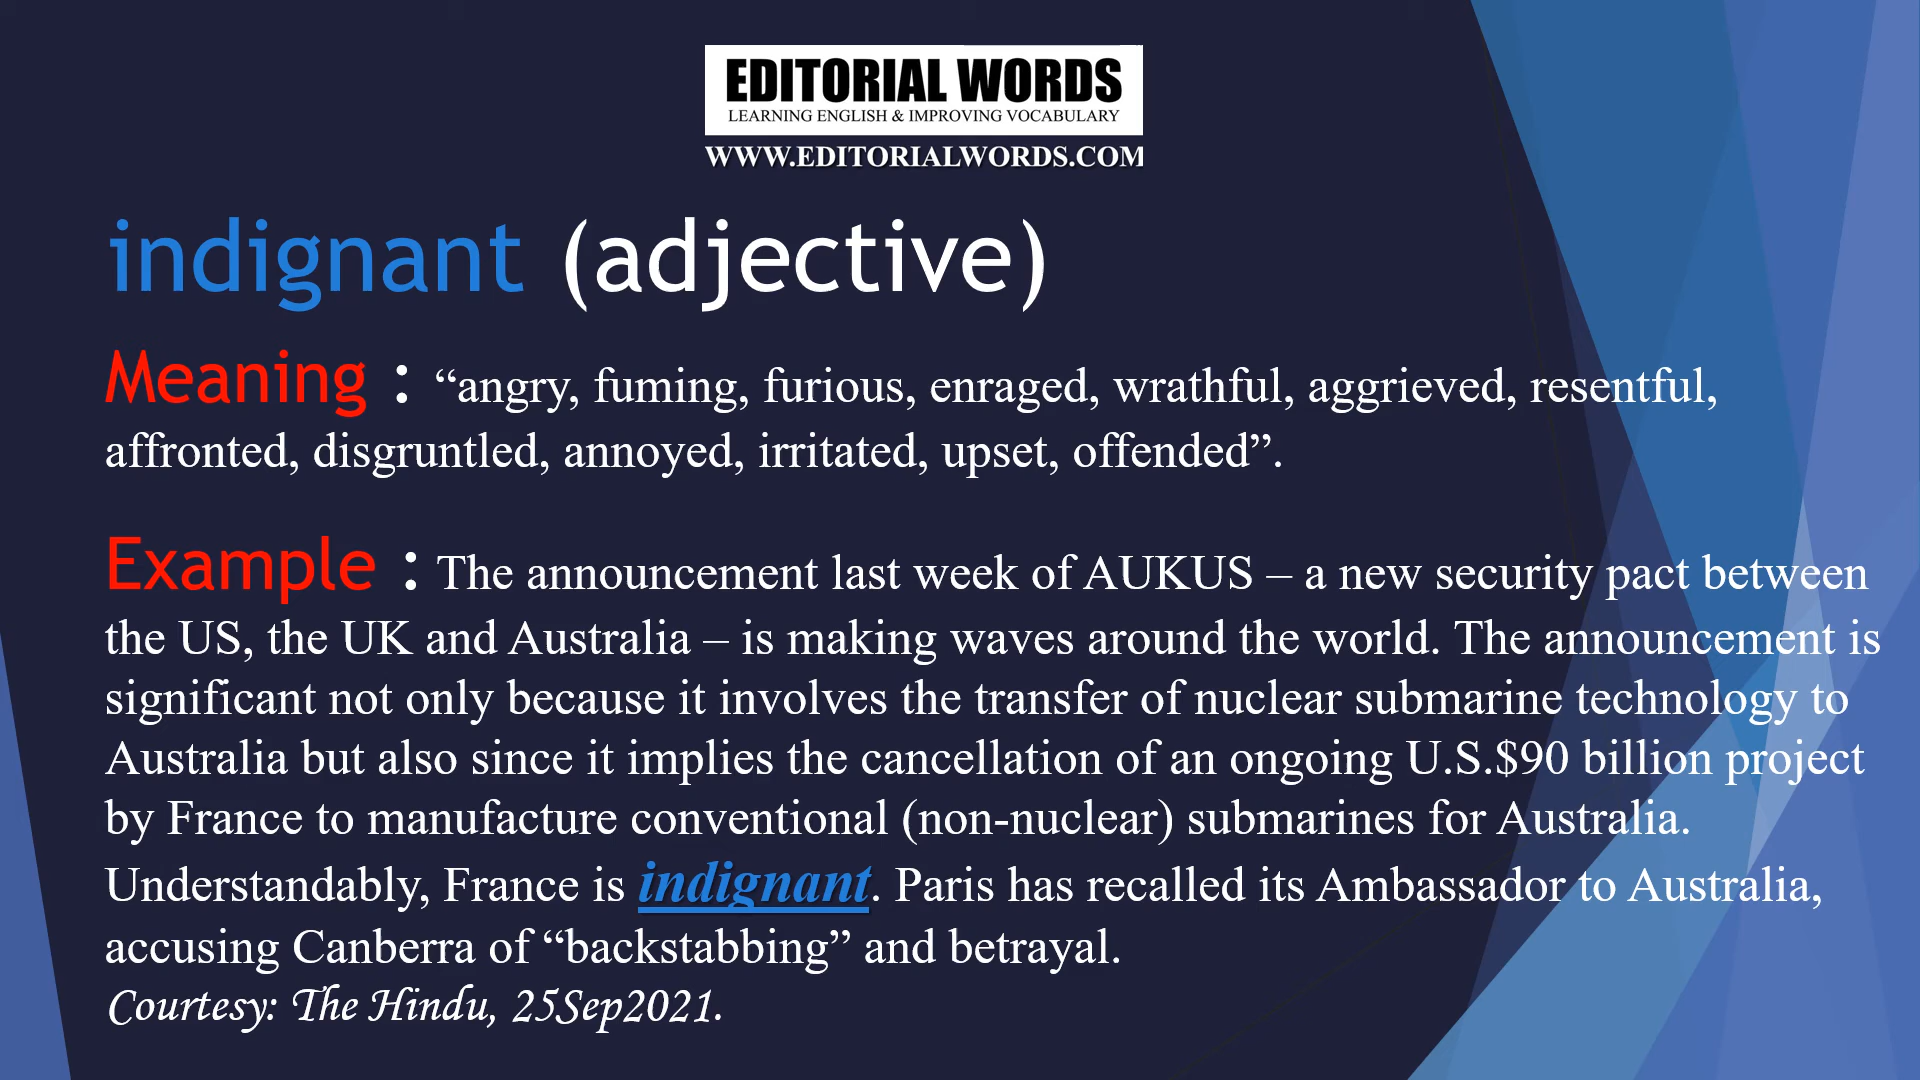 EDITORIAL WORDS
LEARNING ENGLISH & IMPROVING VOCABULARY
WWW.EDITORIALWORDS.COM
indignant (adjective)
Meaning : “angry, fuming, furious, enraged, wrathful, aggrieved, resentful,
affronted, disgruntled, annoyed, irritated, upset, offended”.
Example : The announcement last week of AUKUS – a new security pact between
the US, the UK and Australia – is making waves around the world. The announcement is
significant not only because it involves the transfer of nuclear submarine technology to
Australia but also since it implies the cancellation of an ongoing U.S.$90 billion project
by France to manufacture conventional (non-nuclear) submarines for Australia.
Understandably, France is indignant. Paris has recalled its Ambassador to Australia,
accusing Canberra of “backstabbing” and betrayal.
Courtesy: The Hindu, 25Sep2021.